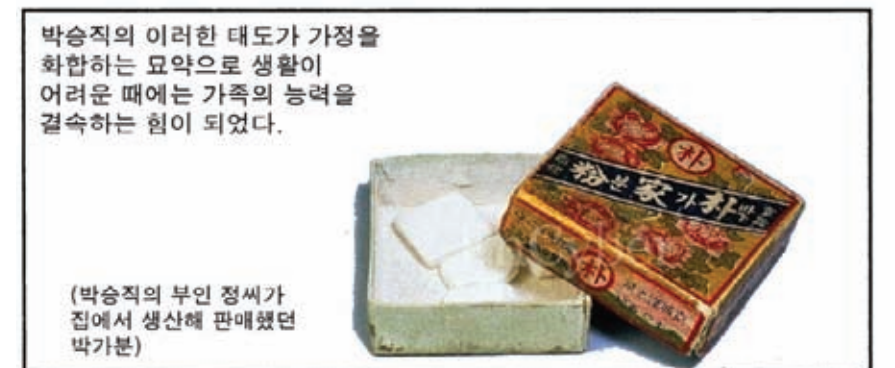 박승직의 이러한 태도가 가정을
화합하는 묘약으로 생활이
어려운 때에는 가족의 능력을
결속하는 힘이 되었다.
朴
粉분家가朴박
朴
(박승직의 부인 정씨가
집에서 생산해 판매했던
박가분)